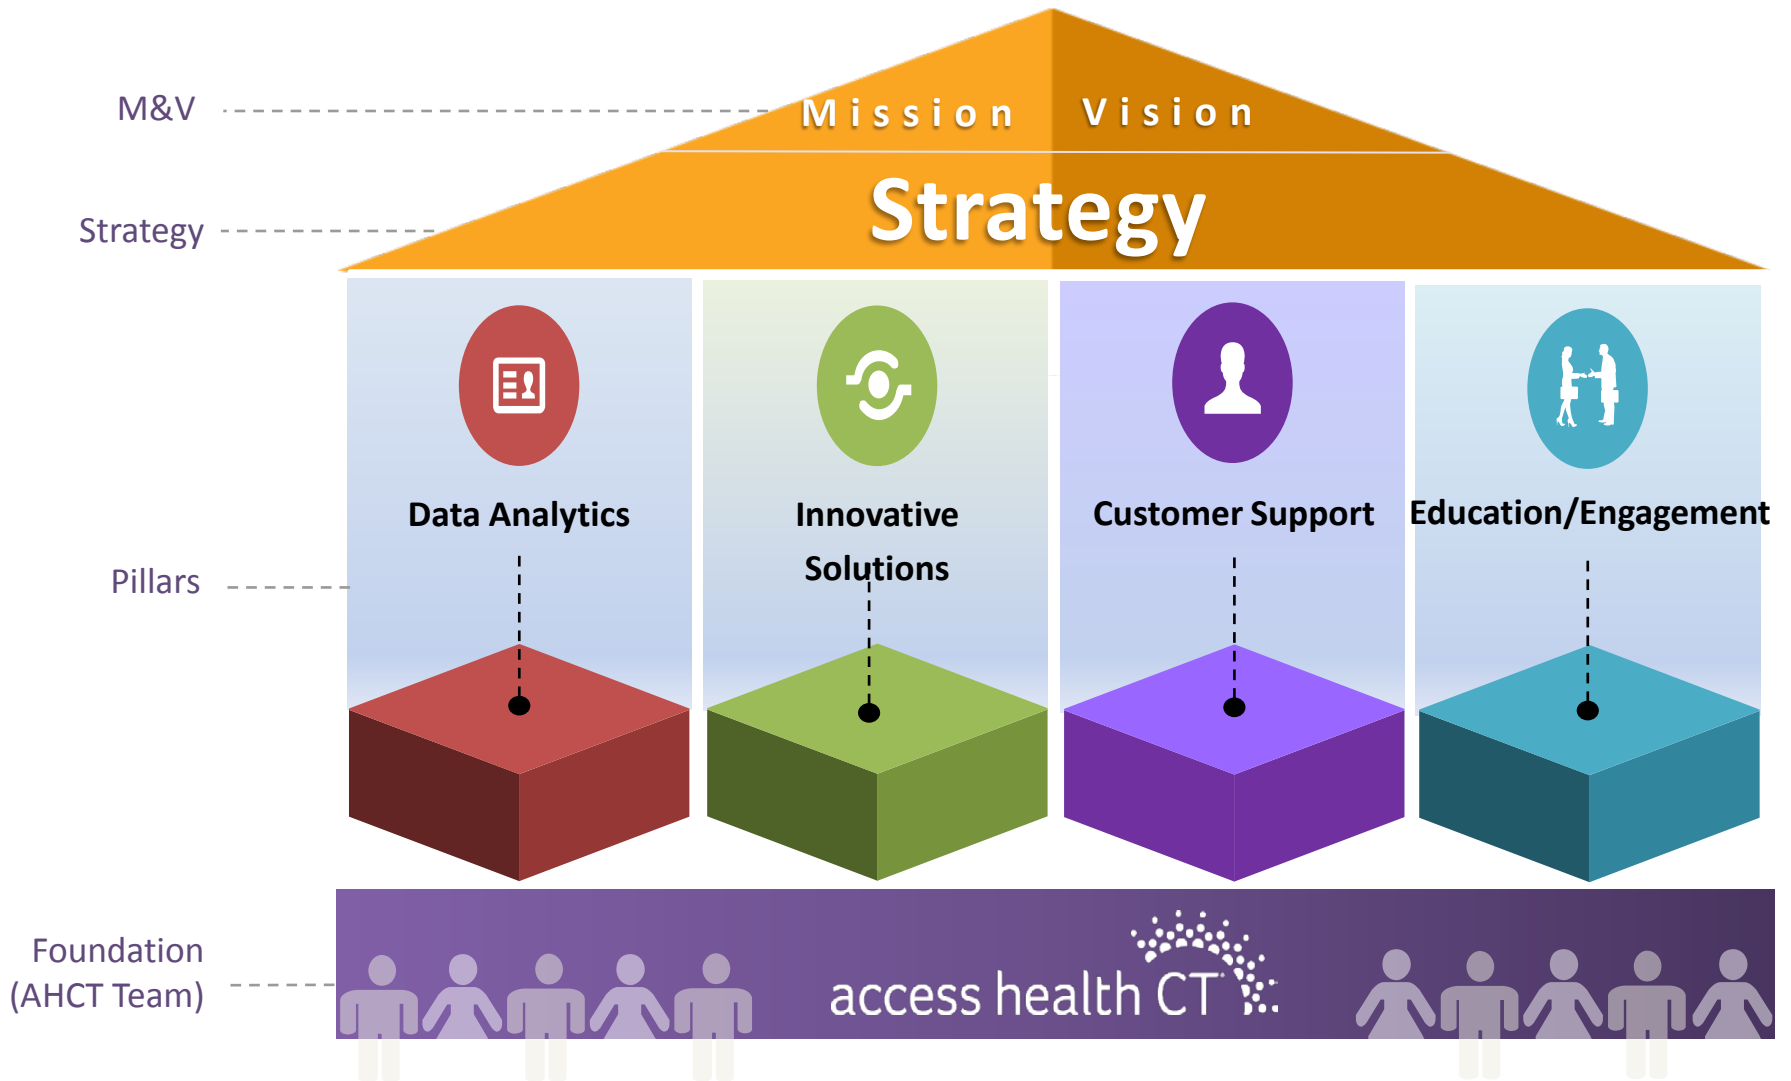 M&V
Mission Vision
Strategy
Strategy
Data Analytics
Innovative
Solutions
Customer Support
Education/Engagement
Pillars
Foundation
(AHCT Team)
access health CT